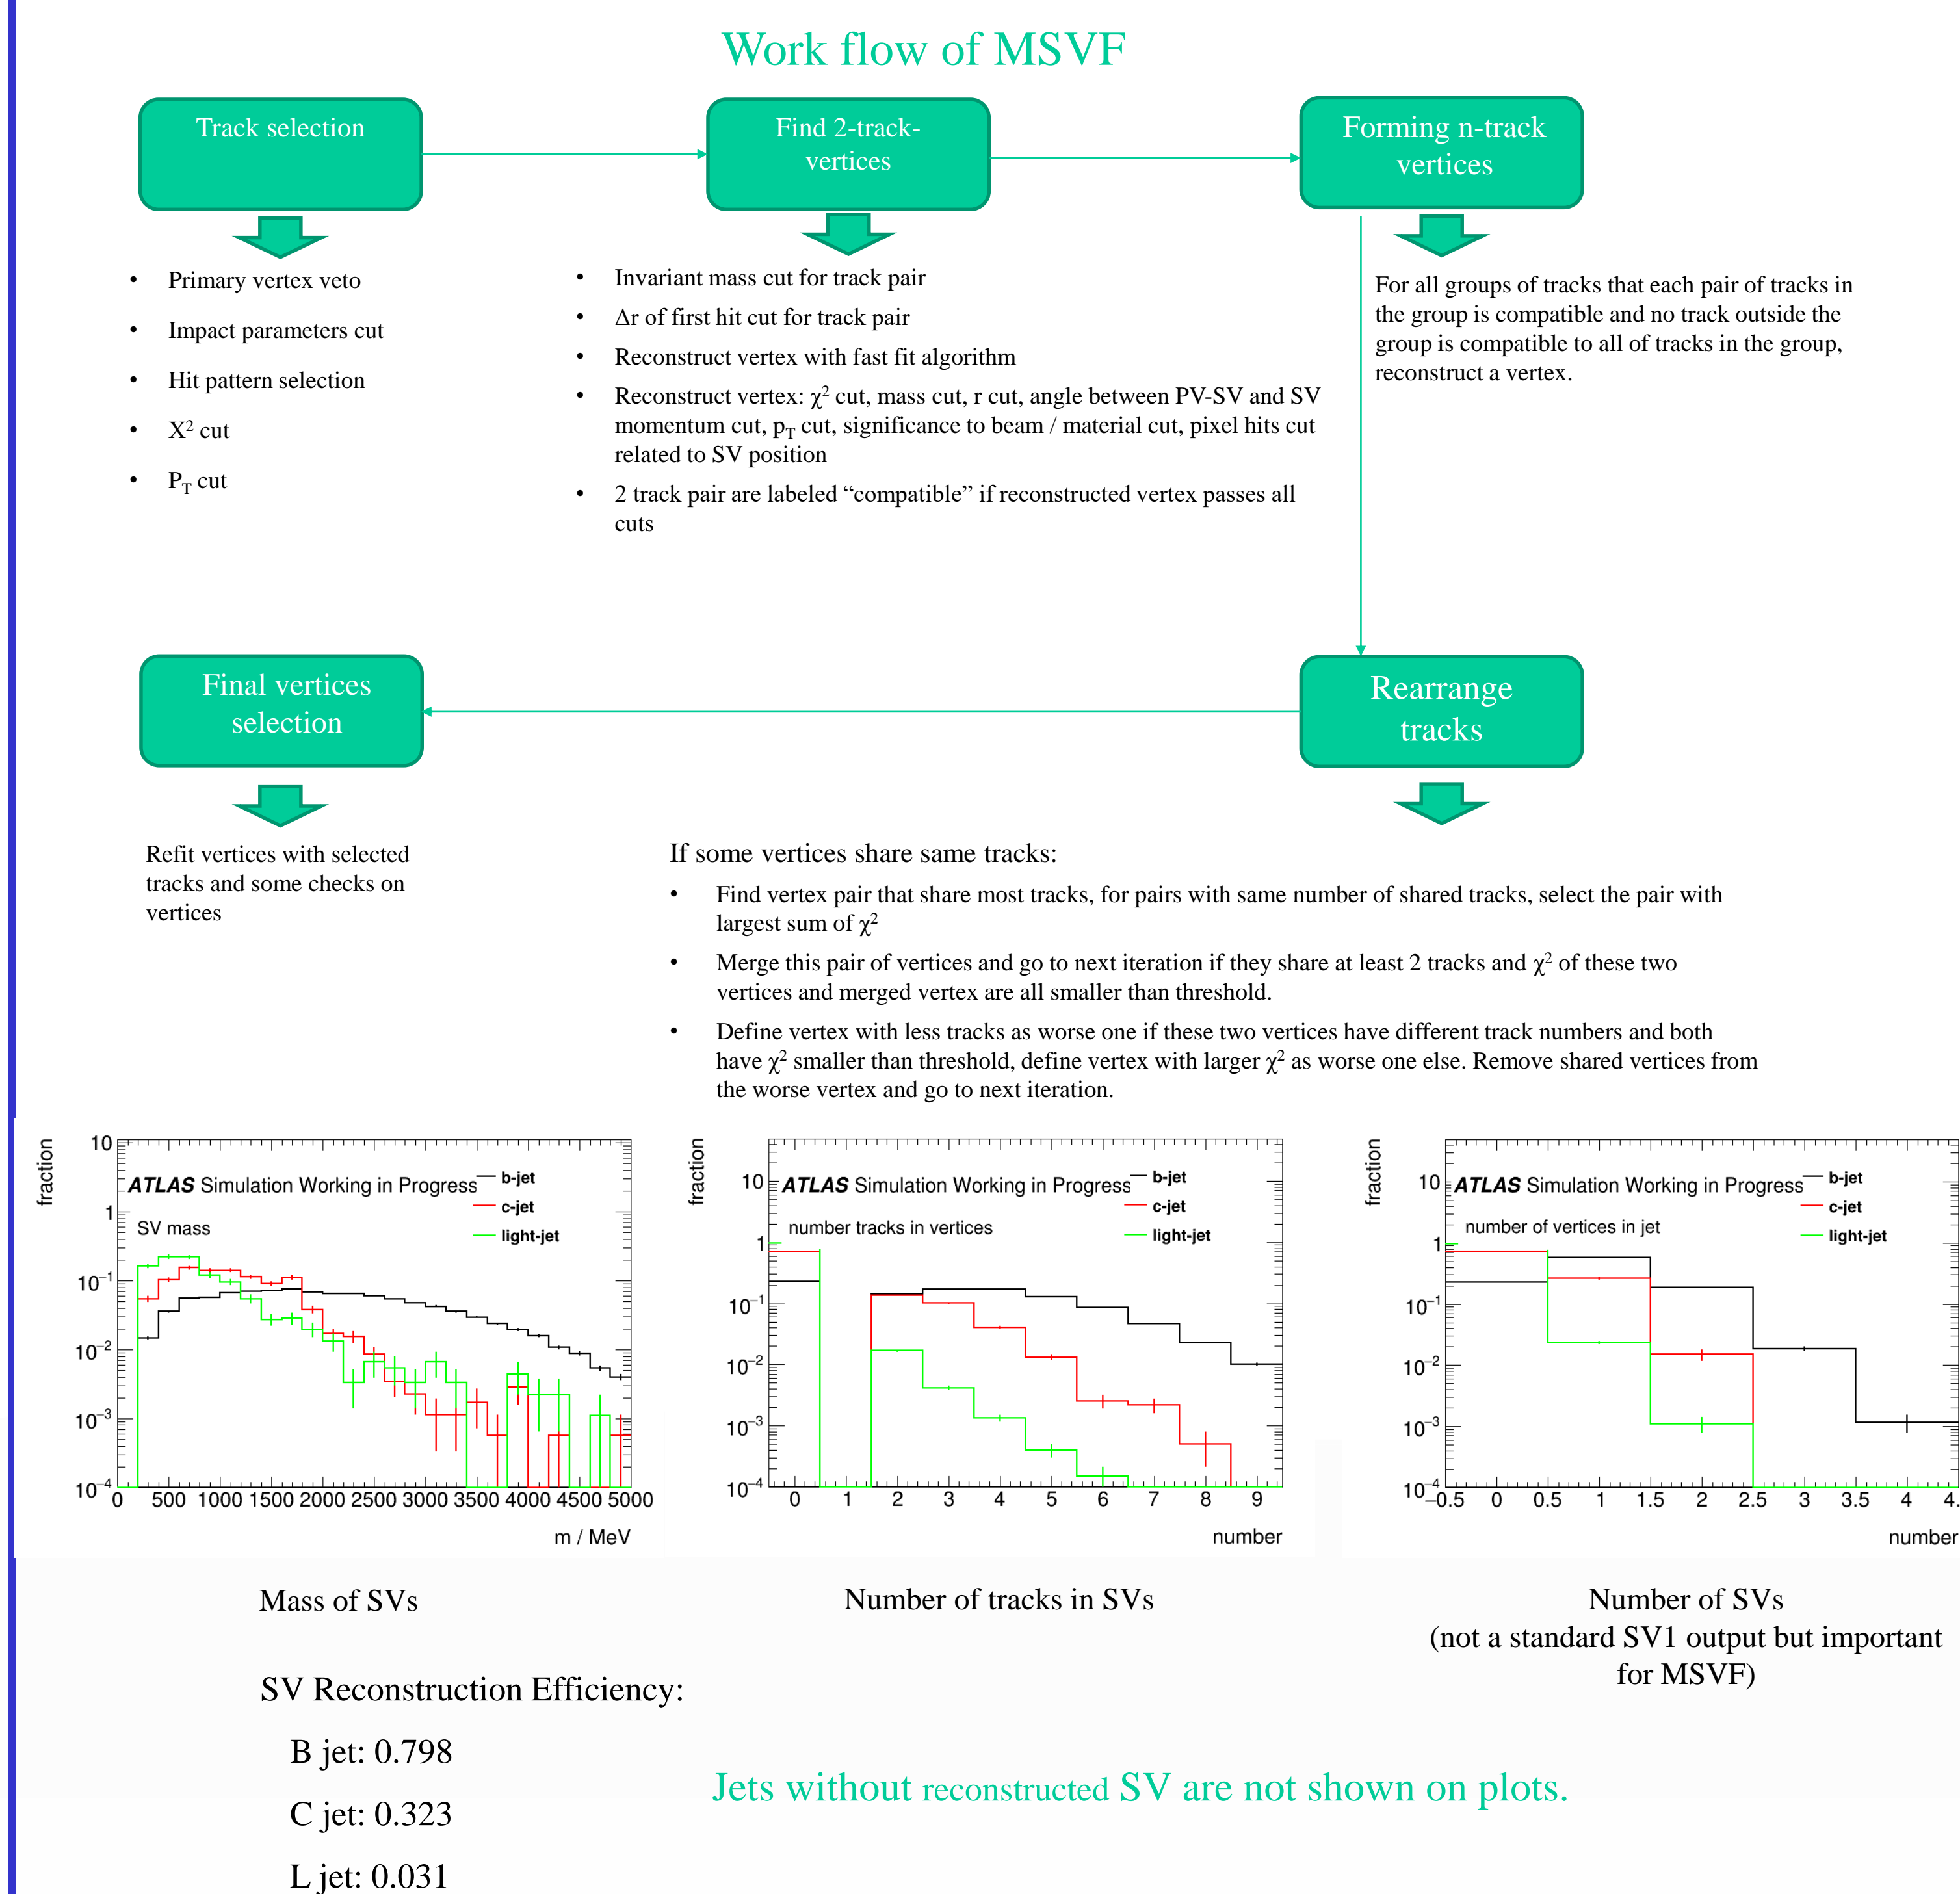 Work flow of MSVF
Track selection
Find 2-track-
vertices
Forming n-track
vertices
• Primary vertex veto
• Impact parameters cut
• Hit pattern selection
• X² cut
• P_T cut
• Invariant mass cut for track pair
• Δr of first hit cut for track pair
• Reconstruct vertex with fast fit algorithm
• Reconstruct vertex: χ² cut, mass cut, r cut, angle between PV-SV and SV
momentum cut, p_T cut, significance to beam / material cut, pixel hits cut
related to SV position
• 2 track pair are labeled “compatible” if reconstructed vertex passes all
cuts
For all groups of tracks that each pair of tracks in
the group is compatible and no track outside the
group is compatible to all of tracks in the group,
reconstruct a vertex.
Final vertices
selection
Rearrange
tracks
Refit vertices with selected
tracks and some checks on
vertices
If some vertices share same tracks:
• Find vertex pair that share most tracks, for pairs with same number of shared tracks, select the pair with
largest sum of χ²
• Merge this pair of vertices and go to next iteration if they share at least 2 tracks and χ² of these two
vertices and merged vertex are all smaller than threshold.
• Define vertex with less tracks as worse one if these two vertices have different track numbers and both
have χ² smaller than threshold, define vertex with larger χ² as worse one else. Remove shared vertices from
the worse vertex and go to next iteration.
fraction
10
1
10⁻¹
10⁻²
10⁻³
10⁻⁴
ATLAS Simulation Working in Progress
SV mass
b-jet
c-jet
light-jet
0 500 1000 1500 2000 2500 3000 3500 4000 4500 5000
m / MeV
fraction
10
1
10⁻¹
10⁻²
10⁻³
10⁻⁴
ATLAS Simulation Working in Progress
number tracks in vertices
b-jet
c-jet
light-jet
0 1 2 3 4 5 6 7 8 9
number
fraction
10
1
10⁻¹
10⁻²
10⁻³
10⁻⁴
ATLAS Simulation Working in Progress
number of vertices in jet
b-jet
c-jet
light-jet
−0.5 0 0.5 1 1.5 2 2.5 3 3.5 4 4.
number
Mass of SVs
Number of tracks in SVs
Number of SVs
(not a standard SV1 output but important
for MSVF)
SV Reconstruction Efficiency:
B jet: 0.798
C jet: 0.323
L jet: 0.031
Jets without reconstructed SV are not shown on plots.